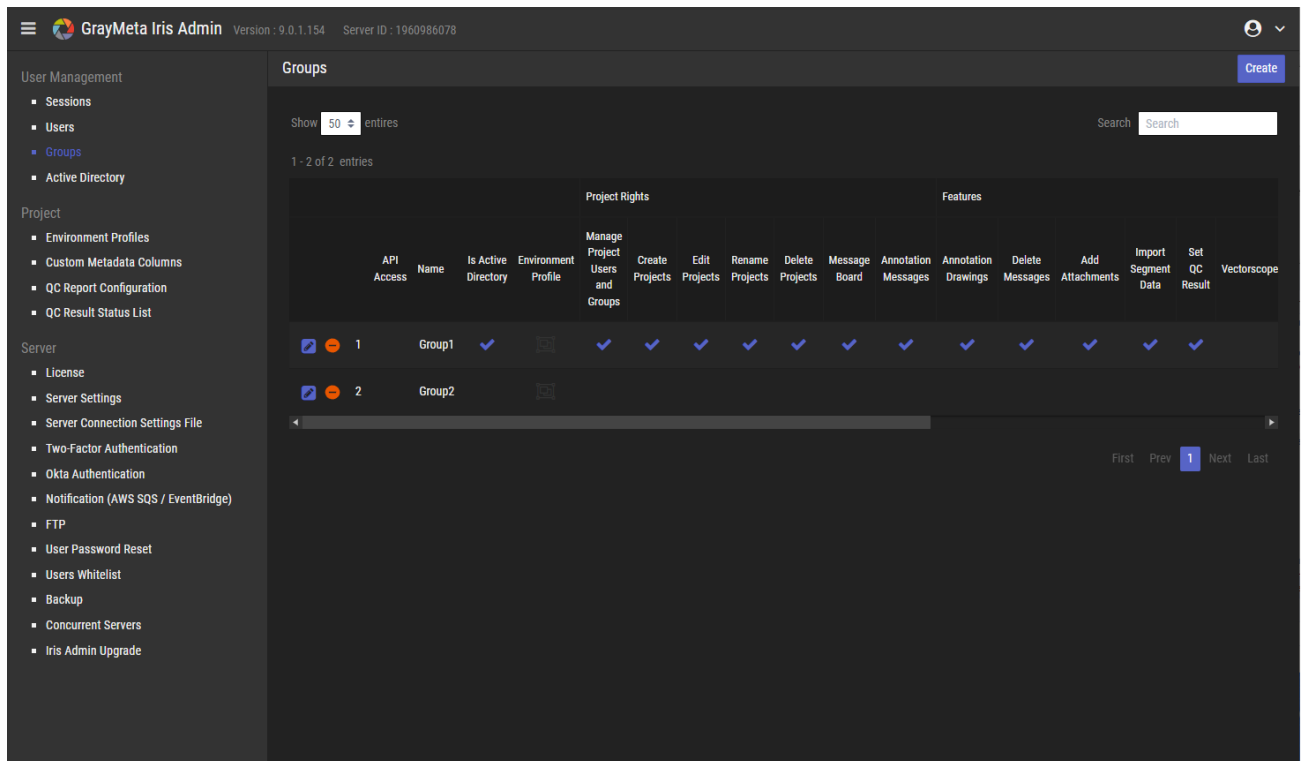 GrayMeta Iris Admin Version : 9.0.1.154 Server ID : 1960986078
User Management
Sessions
Users
Groups
Active Directory
Project
Environment Profiles
Custom Metadata Columns
QC Report Configuration
QC Result Status List
Server
License
Server Settings
Server Connection Settings File
Two-Factor Authentication
Okta Authentication
Notification (AWS SQS / EventBridge)
FTP
User Password Reset
Users Whitelist
Backup
Concurrent Servers
Iris Admin Upgrade
Groups Create
Show 50 entires Search Search
1 - 2 of 2 entries
Project Rights Features
API Access Name Is Active Directory Environment Profile Manage Project Users and Groups Create Projects Edit Projects Rename Projects Delete Projects Message Board Annotation Messages Annotation Drawings Delete Messages Add Attachments Import Segment Data Set QC Result Vectorscope
1 Group1
2 Group2
First Prev 1 Next Last